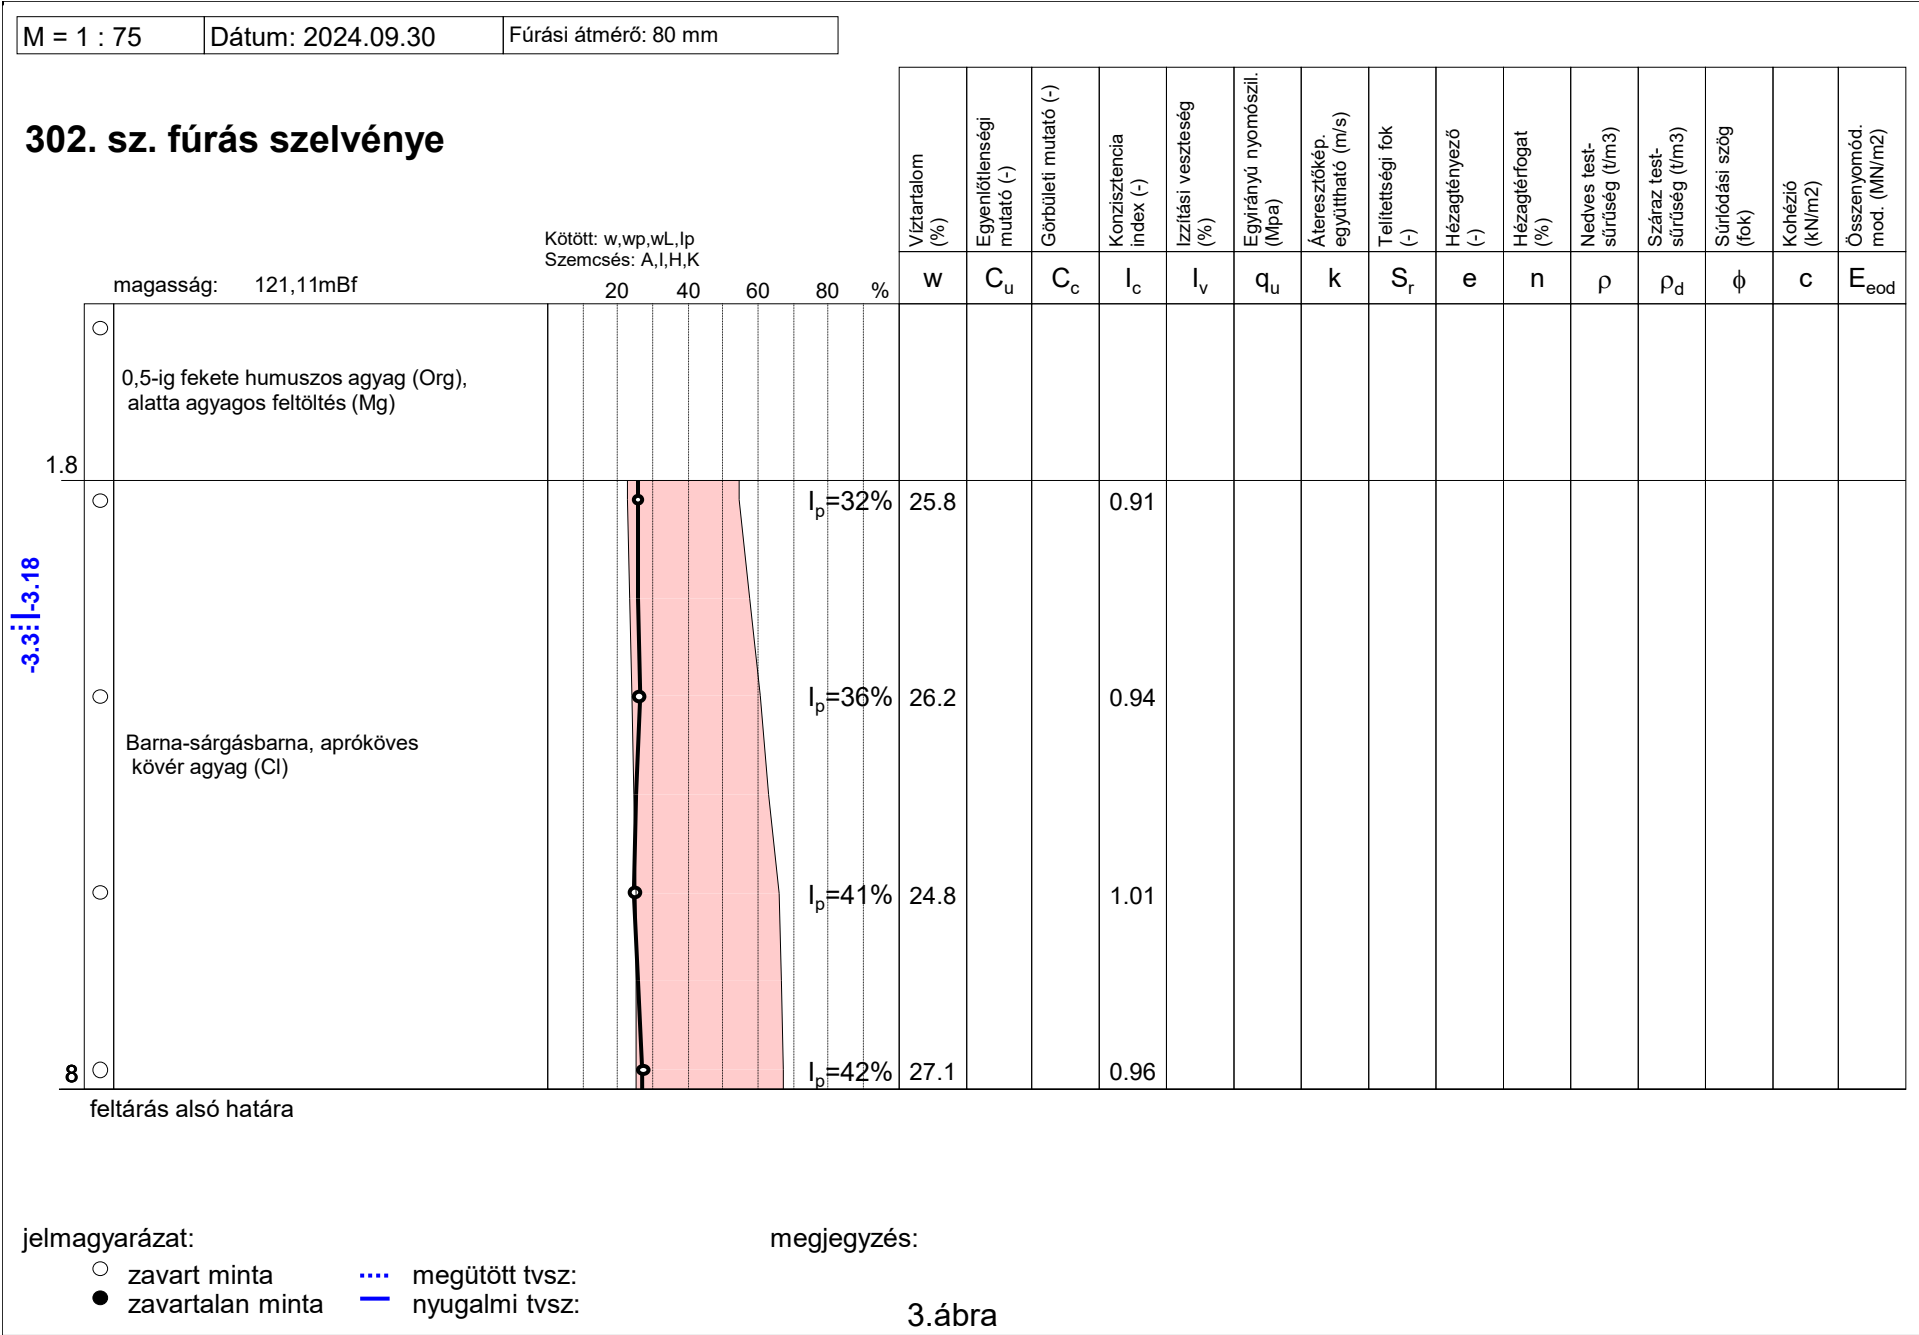 M = 1 : 75
Dátum: 2024.09.30
Fúrási átmérő: 80 mm
302. sz. fúrás szelvénye
Kötött: w,wp,wL,Ip
Szemcsés: A,I,H,K
magasság: 121,11mBf
20 40 60 80 %
Víztartalom
(%)
Egyenlőtlenségi
mutató (-)
Görbületi mutató (-)
Konzisztencia
index (-)
Izzítási veszteség
(%)
Egyirányú nyomószil.
(Mpa)
Áteresztőkép.
együttható (m/s)
Telítettségi fok
(-)
Hézagtényező
(-)
Hézagtérfogat
(%)
Nedves test-
sűrűség (t/m3)
Száraz test-
sűrűség (t/m3)
Súrlódási szög
(fok)
Kohézió
(kN/m2)
Összenyomód.
mod. (MN/m2)
w Cu Cc Ic Iv qu k Sr e n ρ ρd ϕ c Eeod
0,5-ig fekete humuszos agyag (Org),
alatta agyagos feltöltés (Mg)
1.8
Ip=32% 25.8 0.91
-3.3 -3.18
Ip=36% 26.2 0.94
Barna-sárgásbarna, apróköves
kövér agyag (Cl)
Ip=41% 24.8 1.01
8
Ip=42% 27.1 0.96
feltárás alsó határa
jelmagyarázat:
zavart minta
zavartalan minta
megütött tvsz:
nyugalmi tvsz:
megjegyzés:
3.ábra